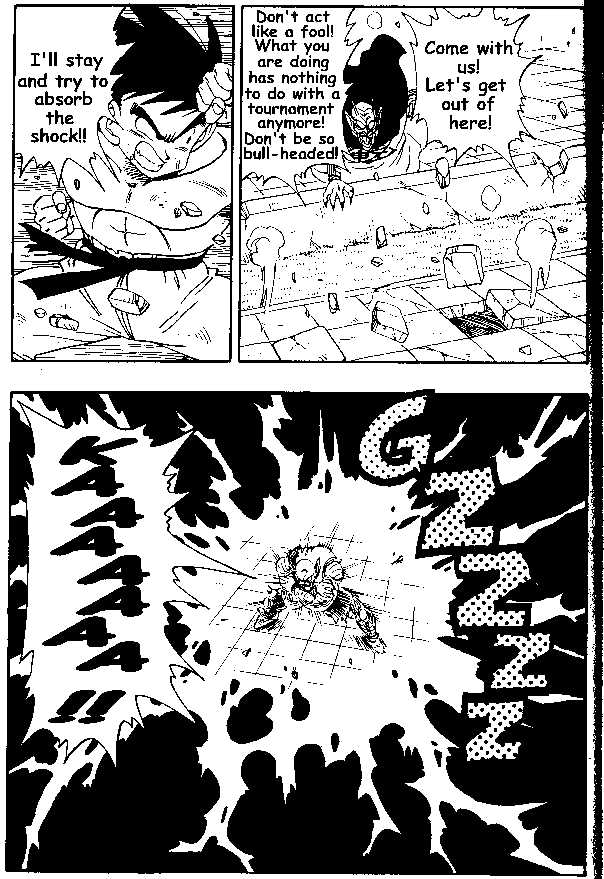 Come with
us!
Let's get
out of
here!
Don't act
like a fool!
What you
are doing
has nothing
to do with a
tournament
anymore!
Don't be so
bull-headed!
I'll stay
and try to
absorb
the
shock!!
GNNNN
KAAAAAAA!!